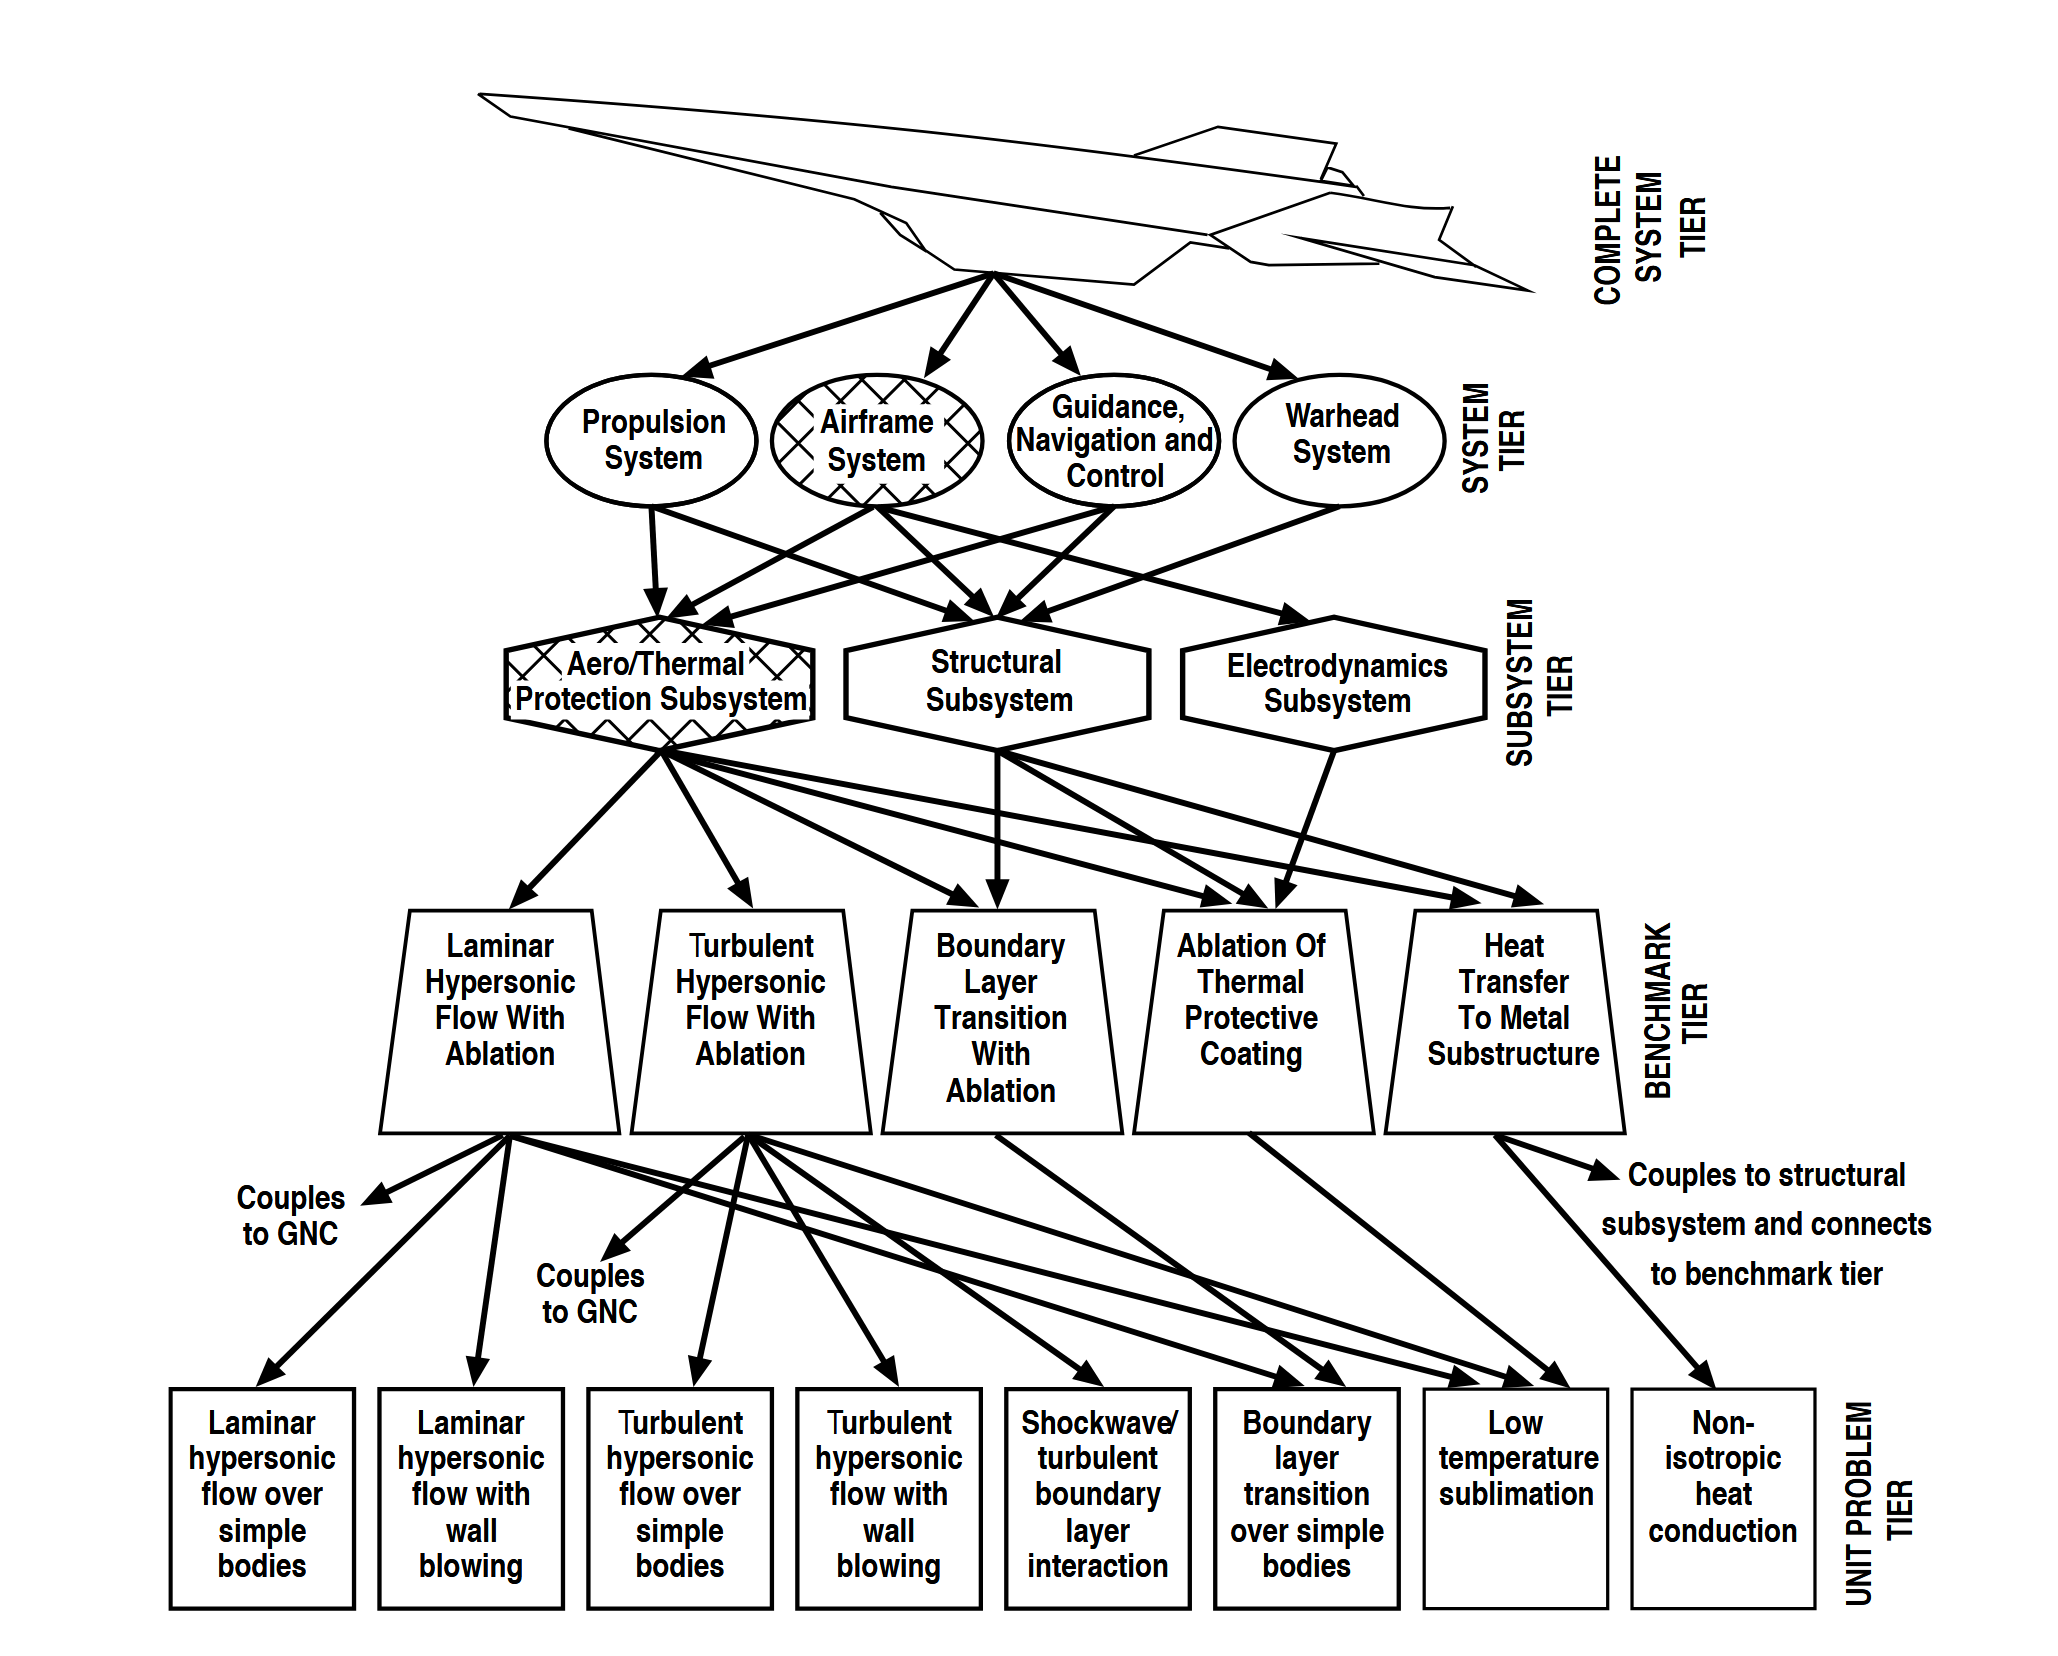 COMPLETE
SYSTEM
TIER
Propulsion
System
Airframe
System
Guidance,
Navigation and
Control
Warhead
System
SYSTEM
TIER
Aero/Thermal
Protection Subsystem
Structural
Subsystem
Electrodynamics
Subsystem
SUBSYSTEM
TIER
Laminar
Hypersonic
Flow With
Ablation
Turbulent
Hypersonic
Flow With
Ablation
Boundary
Layer
Transition
With
Ablation
Ablation Of
Thermal
Protective
Coating
Heat
Transfer
To Metal
Substructure
BENCHMARK
TIER
Couples
to GNC
Couples
to GNC
Couples to structural
subsystem and connects
to benchmark tier
Laminar
hypersonic
flow over
simple
bodies
Laminar
hypersonic
flow with
wall
blowing
Turbulent
hypersonic
flow over
simple
bodies
Turbulent
hypersonic
flow with
wall
blowing
Shockwave/
turbulent
boundary
layer
interaction
Boundary
layer
transition
over simple
bodies
Low
temperature
sublimation
Non-
isotropic
heat
conduction
UNIT PROBLEM
TIER